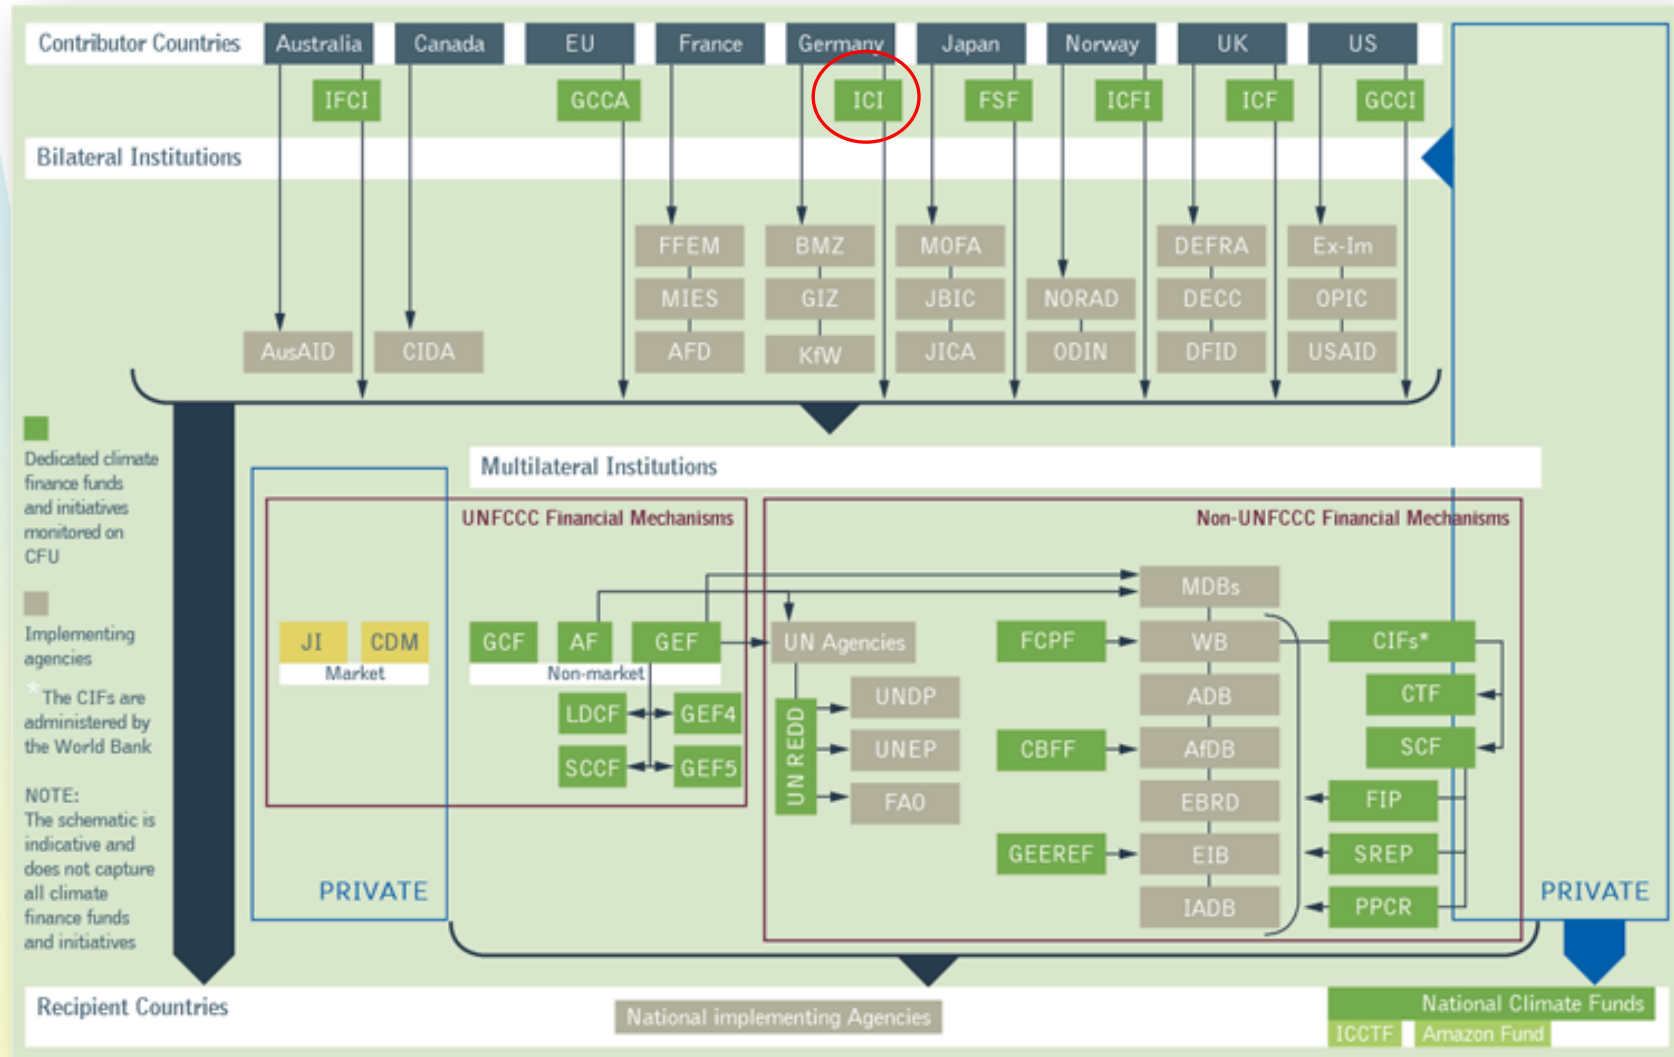 Contributor Countries
Australia
Canada
EU
France
Germany
Japan
Norway
UK
US
IFCI
GCCA
ICI
FSF
ICFI
ICF
GCCI
Bilateral Institutions
FFEM
BMZ
MOFA
DEFRA
Ex-Im
MIES
GIZ
JBIC
NORAD
DECC
OPIC
AusAID
CIDA
AFD
KfW
JICA
ODIN
DFID
USAID
Dedicated climate
finance funds
and initiatives
monitored on
CFU
Implementing
agencies
*The CIFs are
administered by
the World Bank
NOTE:
The schematic is
indicative and
does not capture
all climate
finance funds
and initiatives
Multilateral Institutions
UNFCCC Financial Mechanisms
JI
CDM
Market
GCF
AF
GEF
Non-market
LDCF
GEF4
SCCF
GEF5
PRIVATE
Non-UNFCCC Financial Mechanisms
UN Agencies
UN REDD
UNDP
UNEP
FAO
FCPF
CBFF
GEEREF
MDBs
WB
ADB
AfDB
EBRD
EIB
IADB
CIFs*
CTF
SCF
FIP
SREP
PPCR
PRIVATE
Recipient Countries
National implementing Agencies
National Climate Funds
ICCTF
Amazon Fund